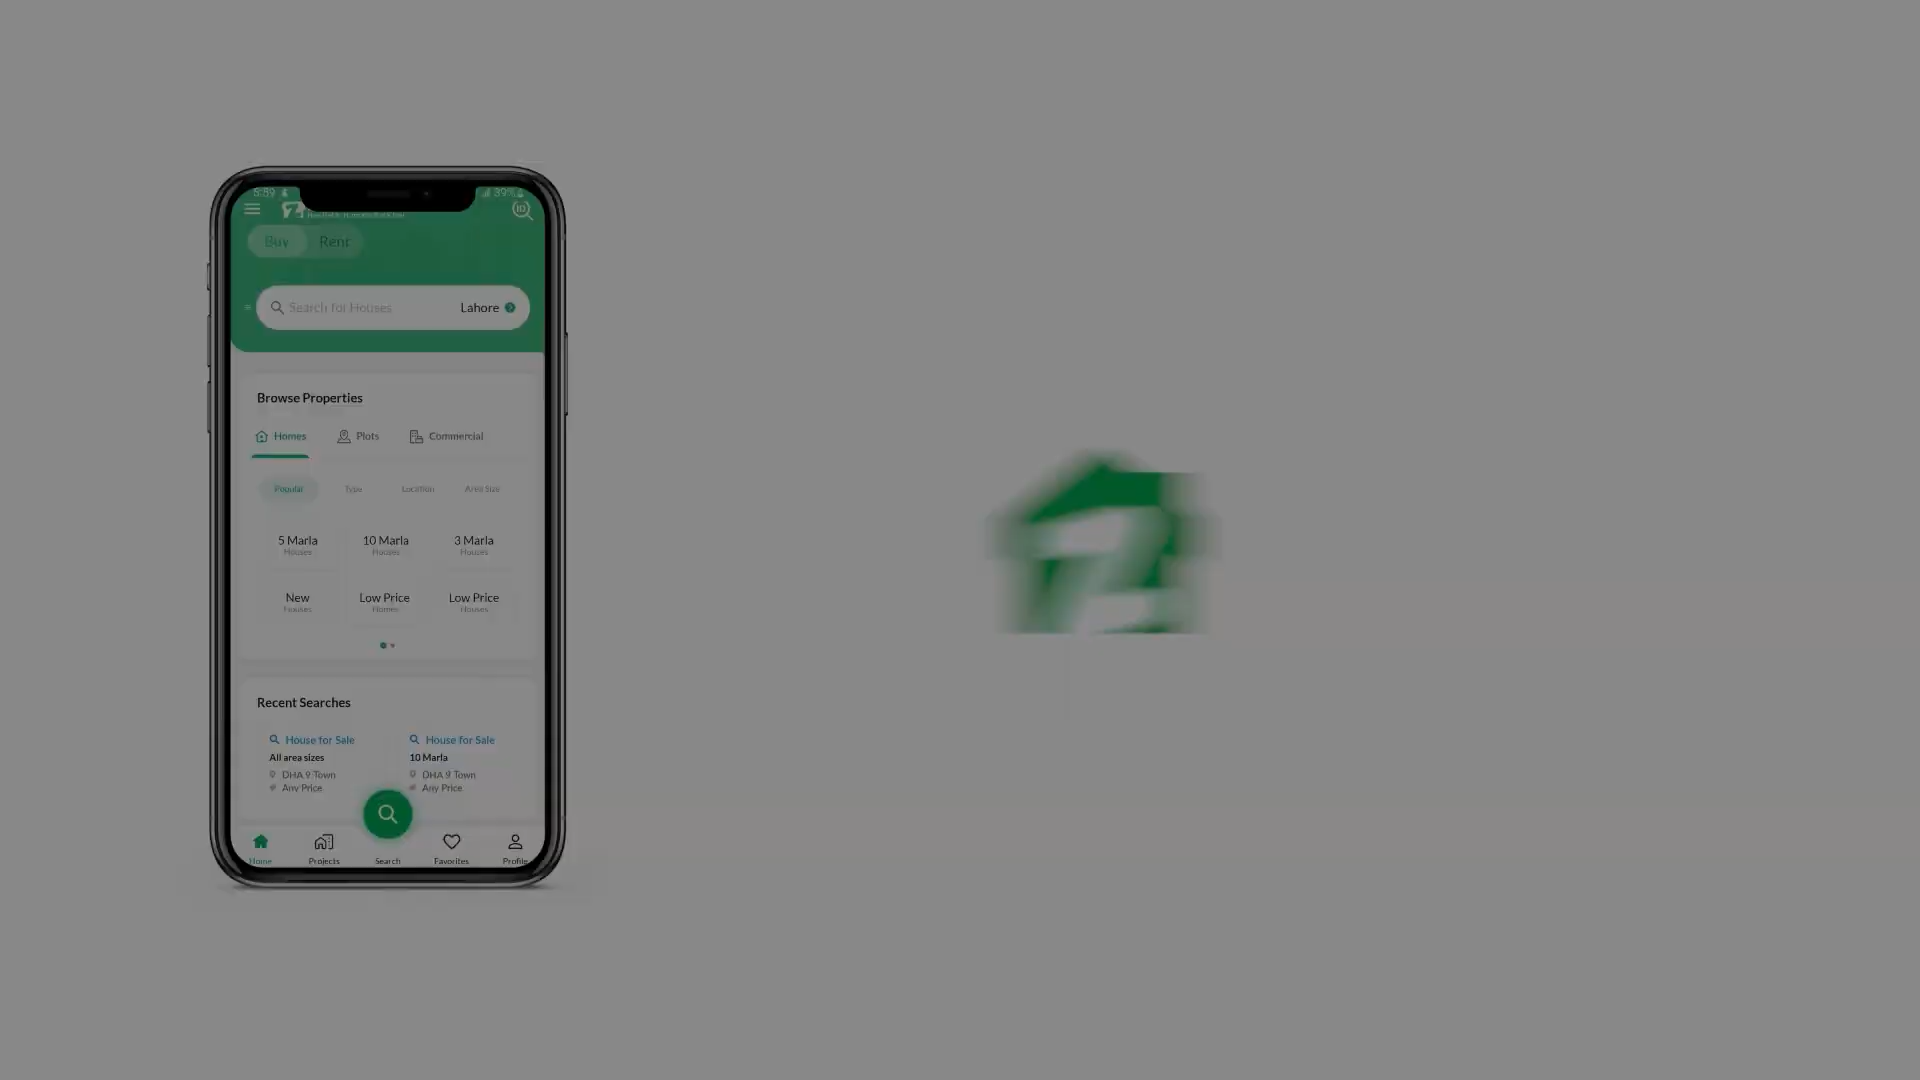 5:59 39%
Buy Rent
Search for Houses Lahore
Browse Properties
Homes Plots Commercial
Popular Type Location Area Size
5 Marla 10 Marla 3 Marla
Houses Houses Houses
New Low Price Low Price
Houses Homes Houses
Recent Searches
House for Sale House for Sale
All area sizes 10 Marla
DHA 9 Town DHA 9 Town
Any Price Any Price
Home Projects Search Favorites Profile